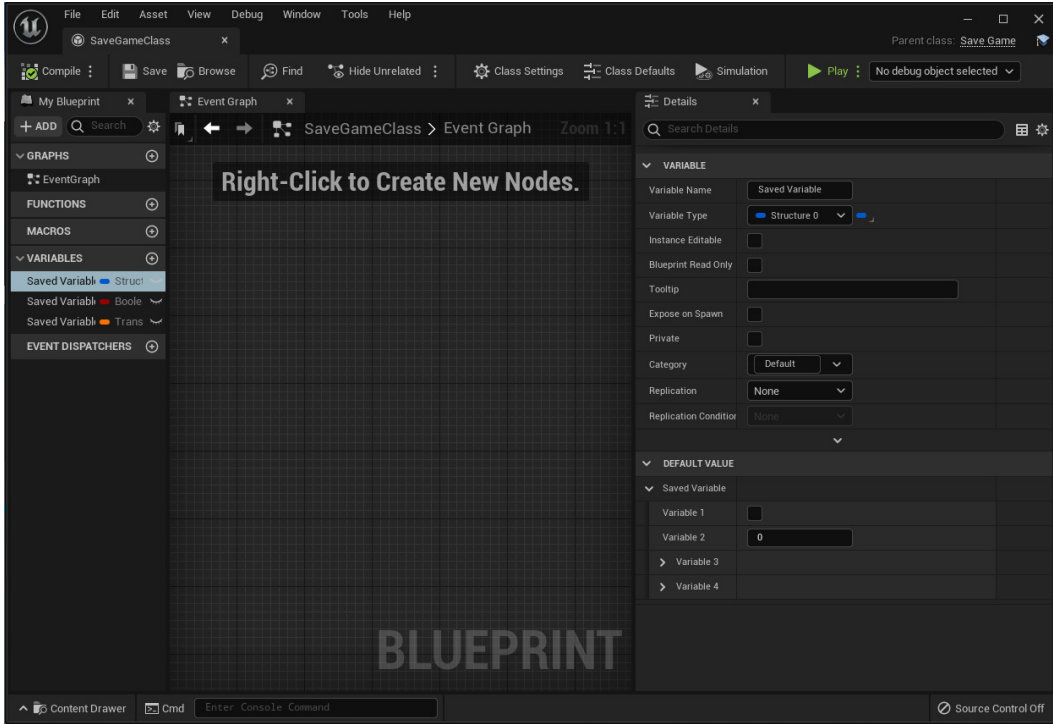 File Edit Asset View Debug Window Tools Help
SaveGameClass
Parent class: Save Game
Compile Save Browse Find Hide Unrelated Class Settings Class Defaults Simulation Play No debug object selected
My Blueprint Event Graph Details
+ ADD Search SaveGameClass > Event Graph Zoom 1:1 Search Details
GRAPHS
EventGraph
FUNCTIONS
MACROS
VARIABLES
Saved Variabl Struct
Saved Variabl Boole
Saved Variabl Trans
EVENT DISPATCHERS
Right-Click to Create New Nodes.
BLUEPRINT
VARIABLE
Variable Name Saved Variable
Variable Type Structure 0
Instance Editable
Blueprint Read Only
Tooltip
Expose on Spawn
Private
Category Default
Replication None
Replication Condition None
DEFAULT VALUE
Saved Variable
Variable 1
Variable 2 0
Variable 3
Variable 4
Content Drawer Cmd Enter Console Command Source Control Off